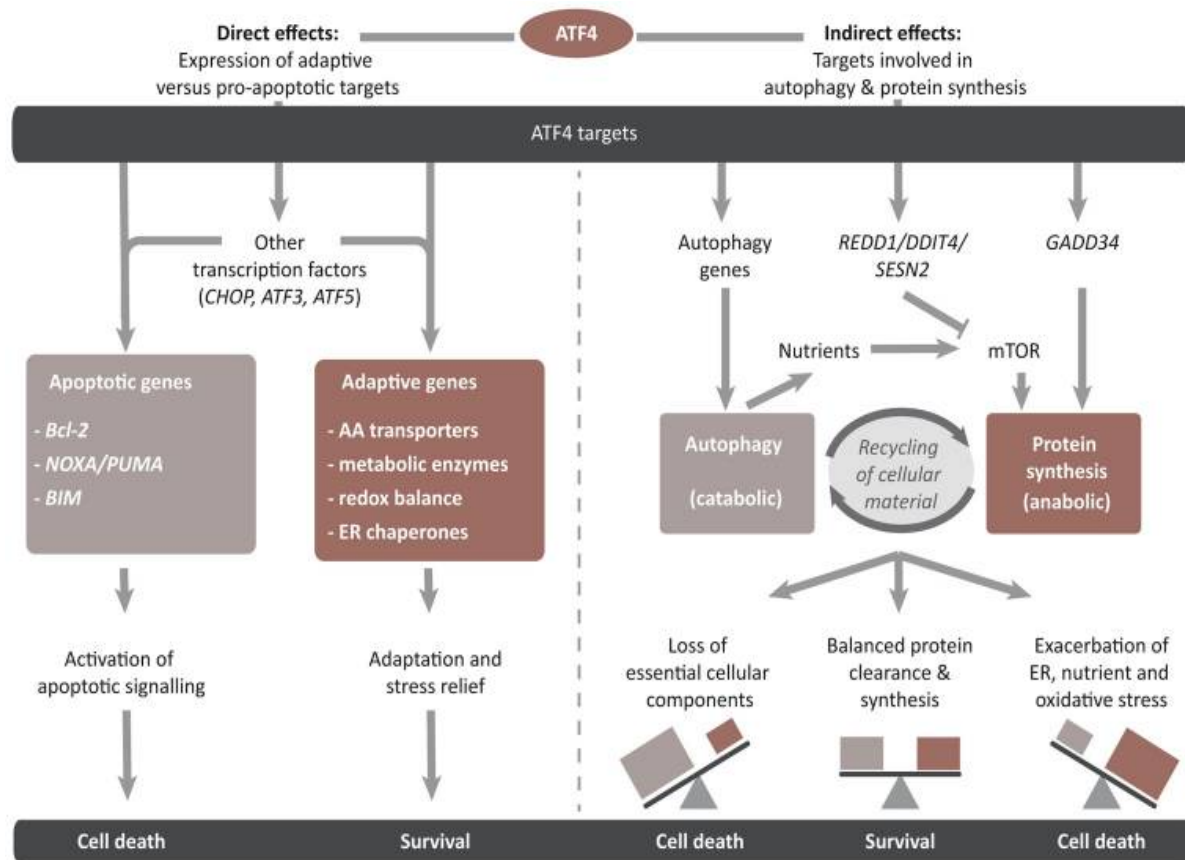 ATF4
Direct effects:
Expression of adaptive
versus pro-apoptotic targets
Indirect effects:
Targets involved in
autophagy & protein synthesis
ATF4 targets
Other
transcription factors
(CHOP, ATF3, ATF5)
Apoptotic genes
- Bcl-2
- NOXA/PUMA
- BIM
Adaptive genes
- AA transporters
- metabolic enzymes
- redox balance
- ER chaperones
Activation of
apoptotic signalling
Adaptation and
stress relief
Autophagy
genes
REDD1/DDIT4/
SESN2
GADD34
Nutrients
mTOR
Autophagy
(catabolic)
Recycling
of cellular
material
Protein
synthesis
(anabolic)
Loss of
essential cellular
components
Balanced protein
clearance &
synthesis
Exacerbation of
ER, nutrient and
oxidative stress
Cell death
Survival
Cell death
Survival
Cell death